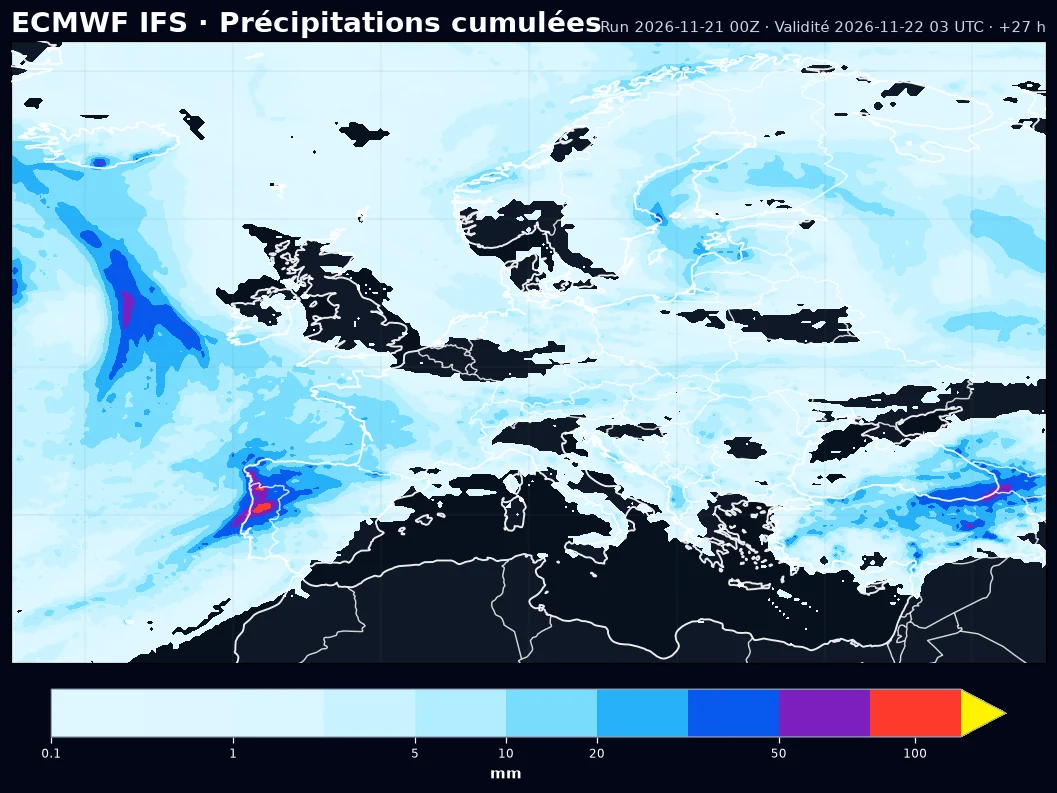 ECMWF IFS · Précipitations cumulées
Run 2026-11-21 00Z · Validité 2026-11-22 03 UTC · +27 h
0.1 1 5 10 20 50 100
mm